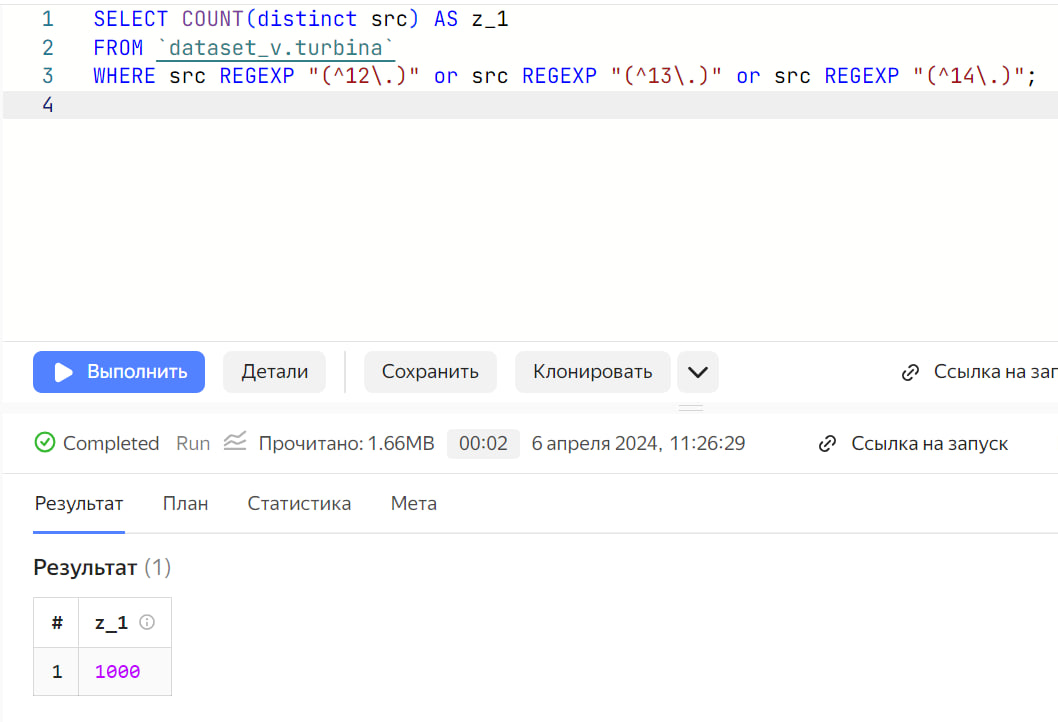 1 SELECT COUNT(distinct src) AS z_1
2 FROM `dataset_v.turbina`
3 WHERE src REGEXP "(^12\.)" or src REGEXP "(^13\.)" or src REGEXP "(^14\.)";
4
Выполнить Детали Сохранить Клонировать Ссылка на зап
Completed Run Прочитано: 1.66MB 00:02 6 апреля 2024, 11:26:29 Ссылка на запуск
Результат План Статистика Мета
Результат (1)
# z_1
1 1000